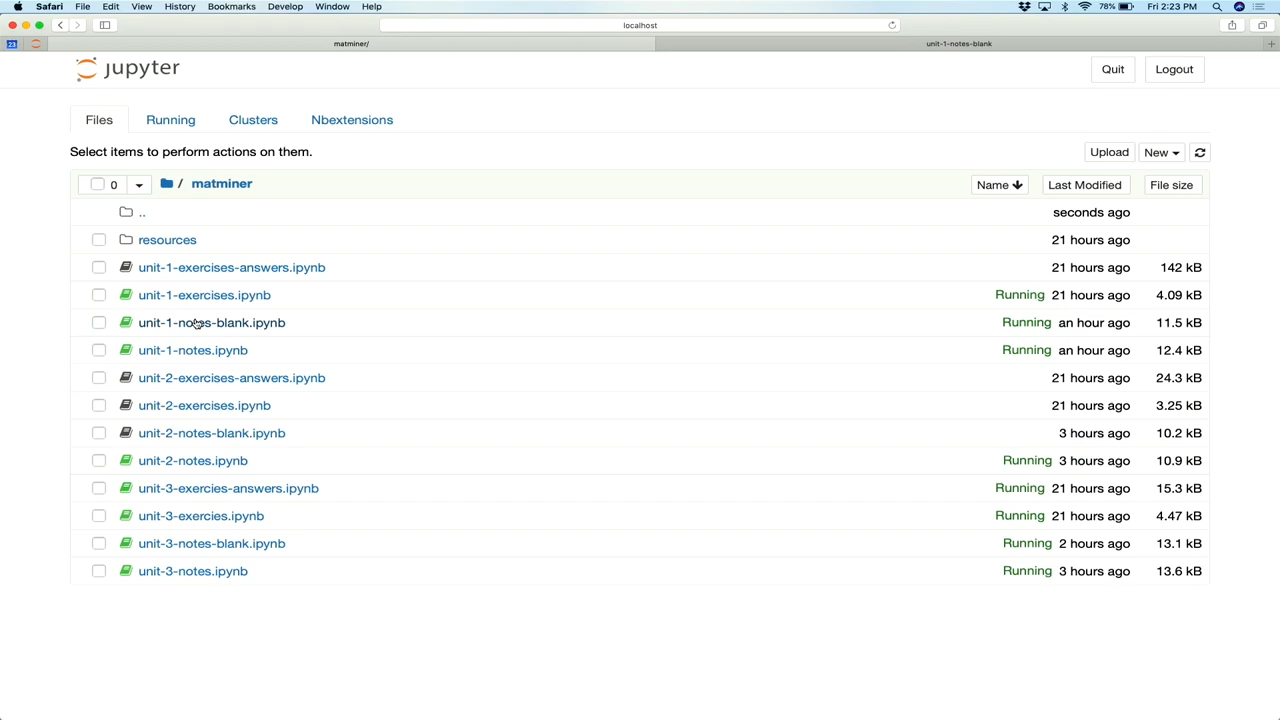 Safari File Edit View History Bookmarks Develop Window Help 78% Fri 2:23 PM
localhost
23 matminer/ unit-1-notes-blank
jupyter Quit Logout
Files Running Clusters Nbextensions
Select items to perform actions on them. Upload New
0 / matminer Name Last Modified File size
.. seconds ago
resources 21 hours ago
unit-1-exercises-answers.ipynb 21 hours ago 142 kB
unit-1-exercises.ipynb Running 21 hours ago 4.09 kB
unit-1-notes-blank.ipynb Running an hour ago 11.5 kB
unit-1-notes.ipynb Running an hour ago 12.4 kB
unit-2-exercises-answers.ipynb 21 hours ago 24.3 kB
unit-2-exercises.ipynb 21 hours ago 3.25 kB
unit-2-notes-blank.ipynb 3 hours ago 10.2 kB
unit-2-notes.ipynb Running 3 hours ago 10.9 kB
unit-3-exercies-answers.ipynb Running 21 hours ago 15.3 kB
unit-3-exercies.ipynb Running 21 hours ago 4.47 kB
unit-3-notes-blank.ipynb Running 2 hours ago 13.1 kB
unit-3-notes.ipynb Running 3 hours ago 13.6 kB